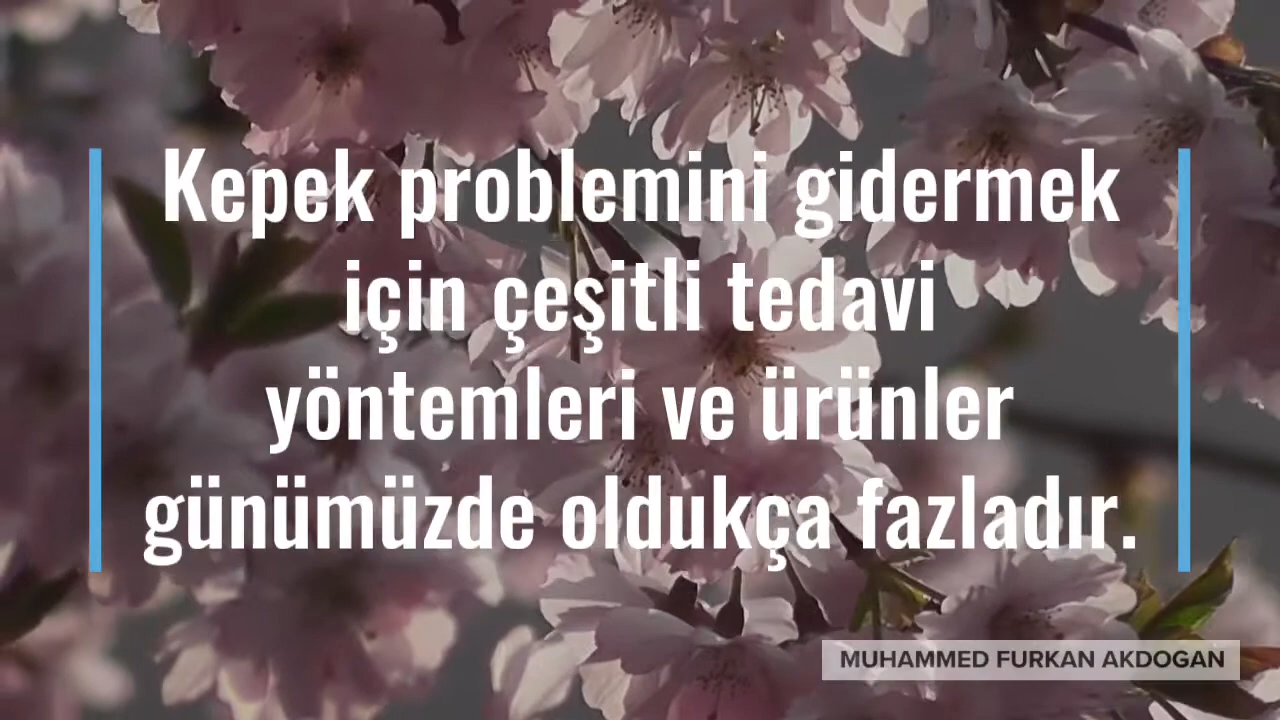 Kepek problemini gidermek
için çeşitli tedavi
yöntemleri ve ürünler
günümüzde oldukça fazladır.
MUHAMMED FURKAN AKDOGAN